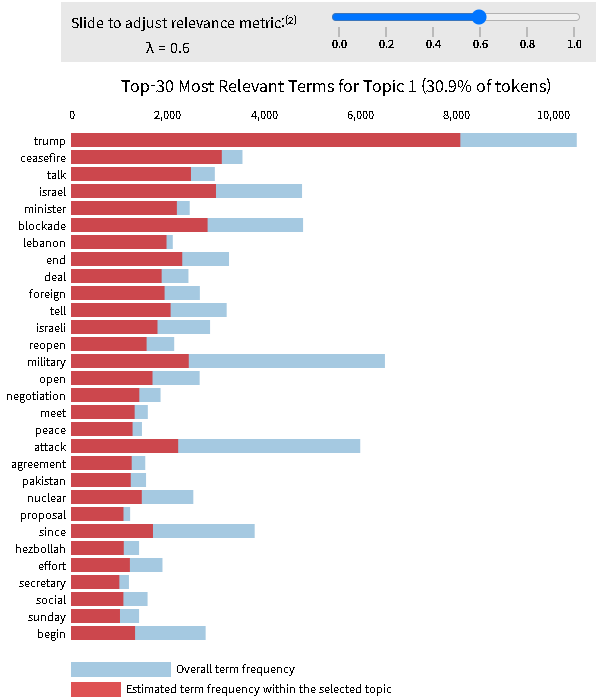 Slide to adjust relevance metric:(2)
λ = 0.6
0.0 0.2 0.4 0.6 0.8 1.0
Top-30 Most Relevant Terms for Topic 1 (30.9% of tokens)
0 2,000 4,000 6,000 8,000 10,000
trump
ceasefire
talk
israel
minister
blockade
lebanon
end
deal
foreign
tell
israeli
reopen
military
open
negotiation
meet
peace
attack
agreement
pakistan
nuclear
proposal
since
hezbollah
effort
secretary
social
sunday
begin
Overall term frequency
Estimated term frequency within the selected topic